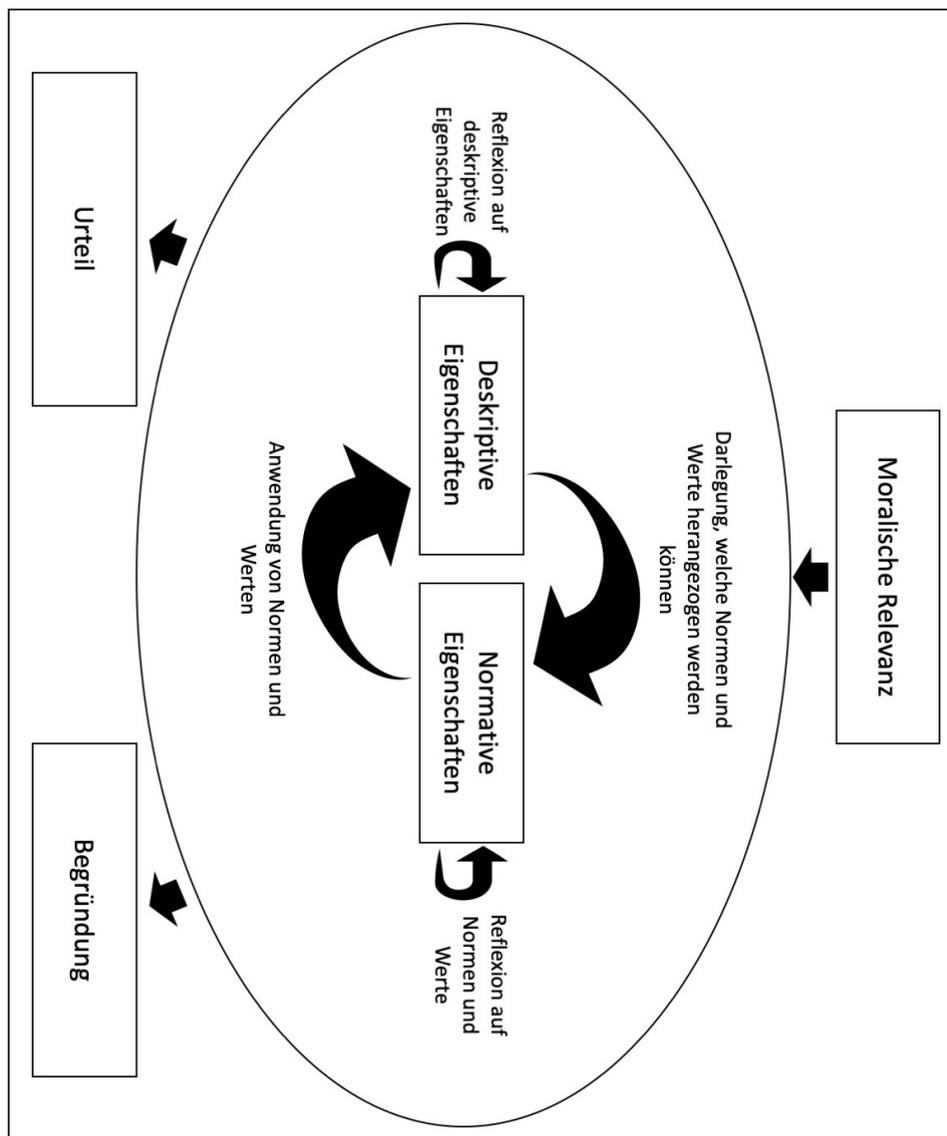 Moralische Relevanz
Darlegung, welche Normen und
Werte herangezogen werden
können
Reflexion auf
deskriptive
Eigenschaften
Deskriptive
Eigenschaften
Normative
Eigenschaften
Reflexion auf
Normen und
Werte
Anwendung von Normen und
Werten
Urteil
Begründung